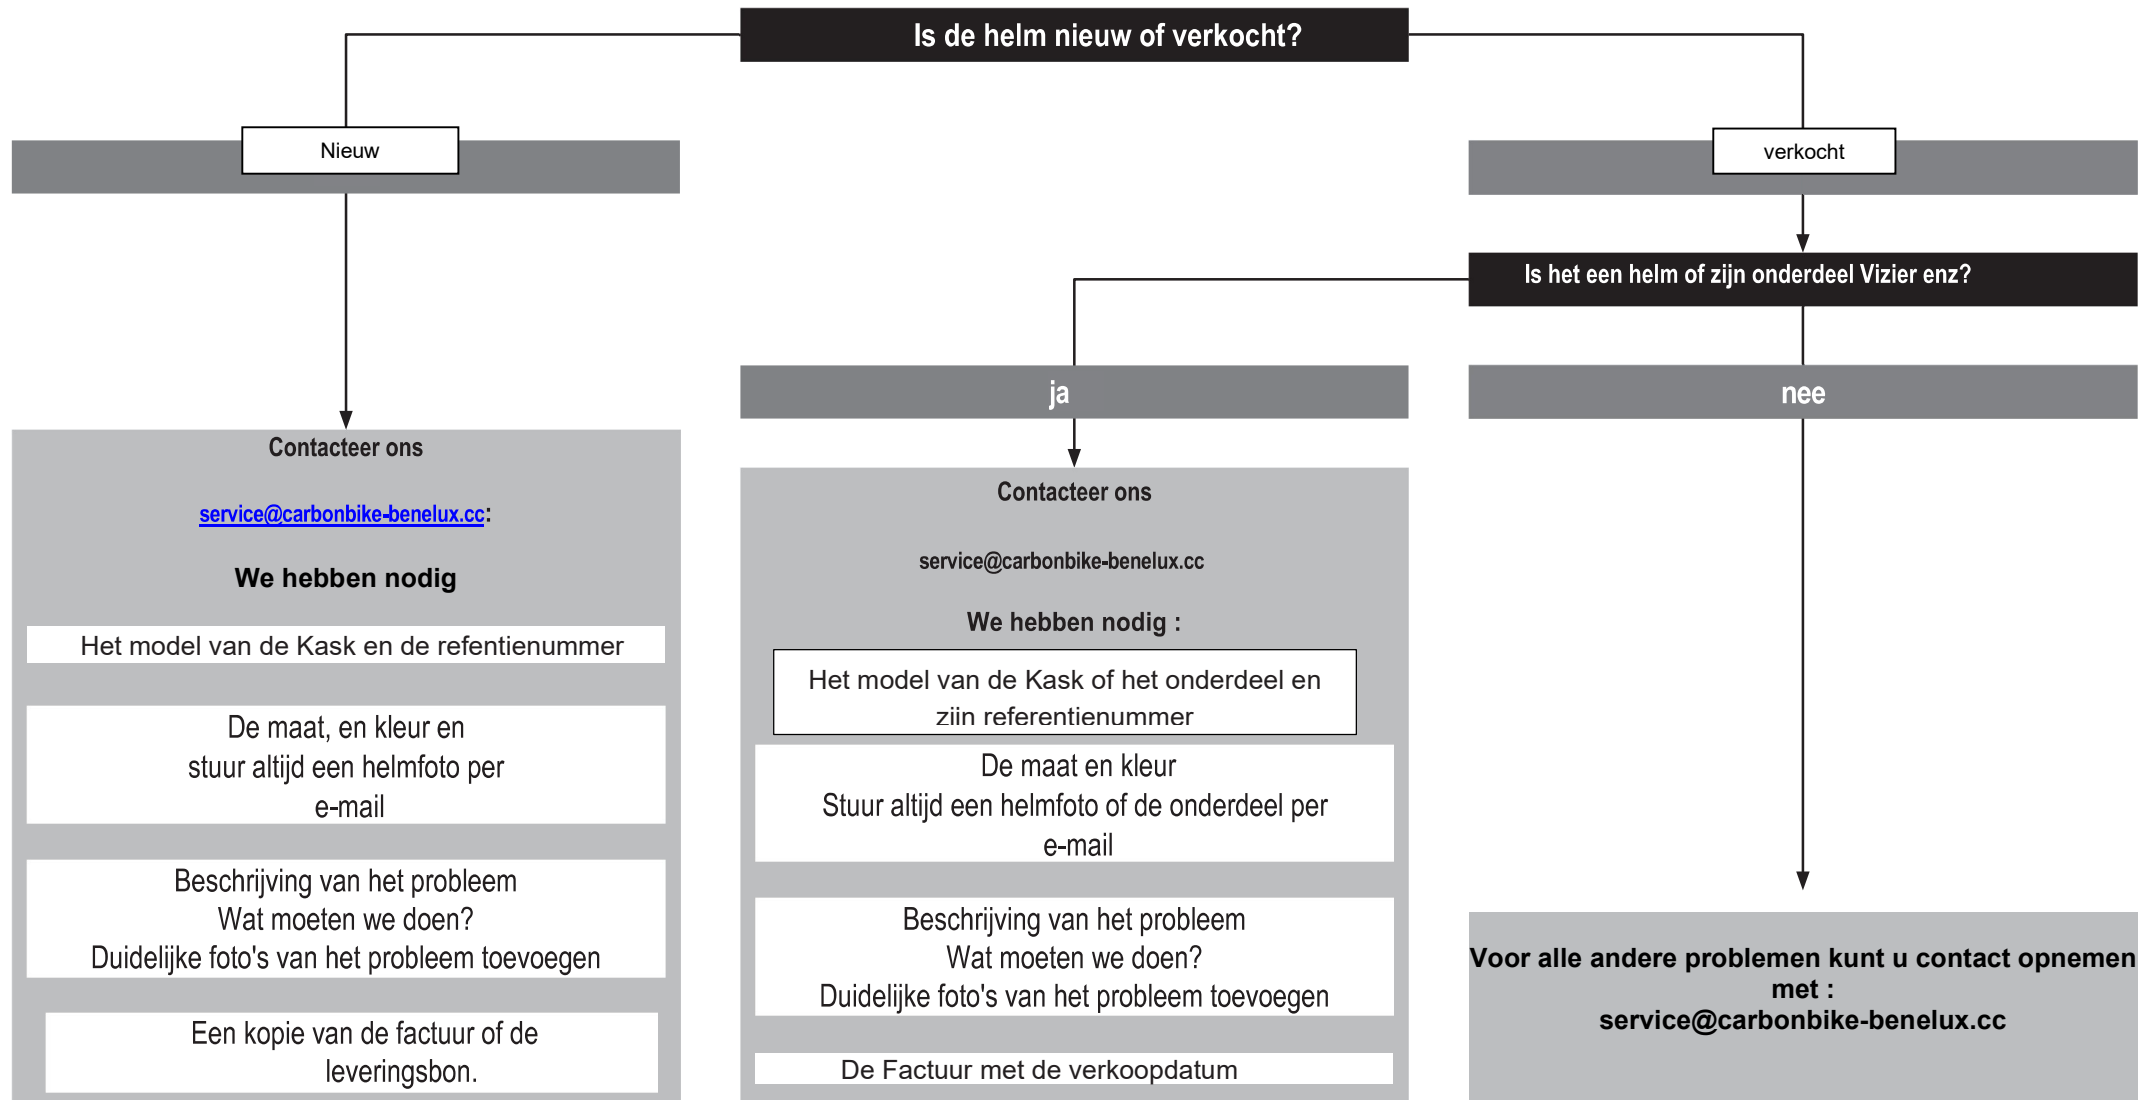 Is de helm nieuw of verkocht?
Nieuw
verkocht
Is het een helm of zijn onderdeel Vizier enz?
ja
nee
Contacteer ons
service@carbonbike-benelux.cc:
We hebben nodig
Het model van de Kask en de refentienummer
De maat, en kleur en
stuur altijd een helmfoto per
e-mail
Beschrijving van het probleem
Wat moeten we doen?
Duidelijke foto's van het probleem toevoegen
Een kopie van de factuur of de
leveringsbon.
Contacteer ons
service@carbonbike-benelux.cc
We hebben nodig :
Het model van de Kask of het onderdeel en
zijn referentienummer
De maat en kleur
Stuur altijd een helmfoto of de onderdeel per
e-mail
Beschrijving van het probleem
Wat moeten we doen?
Duidelijke foto's van het probleem toevoegen
De Factuur met de verkoopdatum
Voor alle andere problemen kunt u contact opnemen
met :
service@carbonbike-benelux.cc